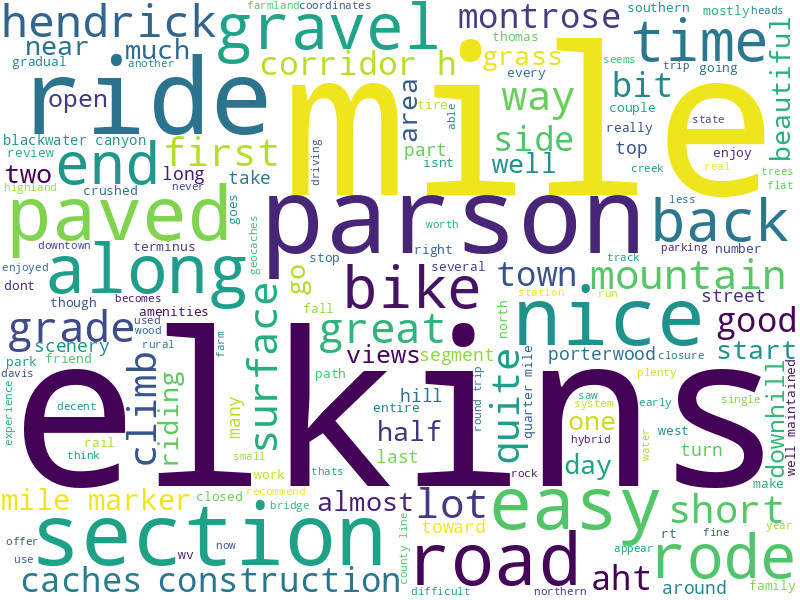 farmland coordinates southern mostly heads
hendrick gravel montrose time
near much thomas grass seems trip going
gradual another corridor h every bit
ride mile way couple beautiful
open area tire able really
blackwater canyon first side top state
review end part isnt well enjoy
two long driving creek real trees
highland crushed never take flat
paved parson back less
goes geocaches worth parking number
downtown terminus right track
along stop several town mountain
enjoyed though go bike street
dont becomes amenities station run
grade used wood fall great north nice good
scenery rural farm views segment porterwood closure start
park friend path quite plenty
davis climb surface round trip quarter mile downhill
experience riding hill saw early single
decent many entire system one
elkins half hybrid water west
rail small last day turn well maintained
think work thats rock make
mile marker closed recommend almost lot easy short
section bridge toward rt fine year
offer now county line road appear rode
use wv aht around family
caches construction difficult northern